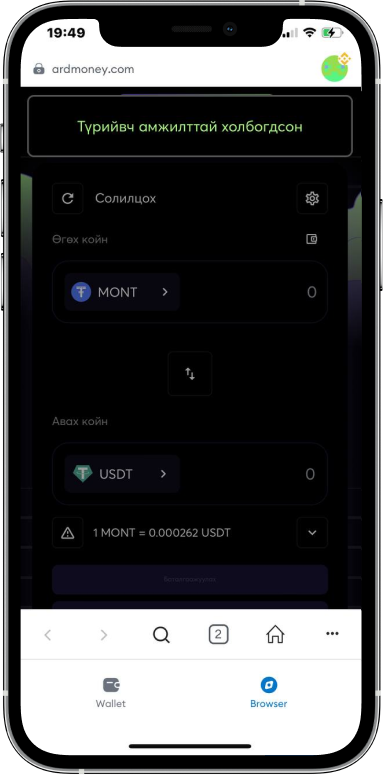 19:49
ardmoney.com
Түрийвч амжилттай холбогдсон
Солилцох
Өгөх койн
MONT
0
Авах койн
USDT
0
1 MONT = 0.000262 USDT
2
Wallet
Browser